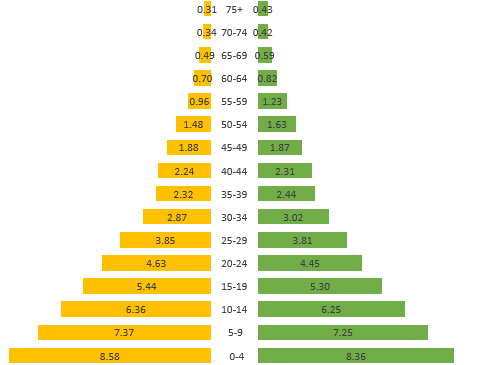 0.31 75+ 0.43
0.34 70-74 0.42
0.49 65-69 0.59
0.70 60-64 0.82
0.96 55-59 1.23
1.48 50-54 1.63
1.88 45-49 1.87
2.24 40-44 2.31
2.32 35-39 2.44
2.87 30-34 3.02
3.85 25-29 3.81
4.63 20-24 4.45
5.44 15-19 5.30
6.36 10-14 6.25
7.37 5-9 7.25
8.58 0-4 8.36